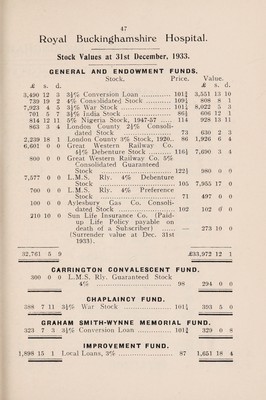 47
Royal Buckinghamshire Hospital.
Stock Values at 31st December, 1933.
GENERAL AND ENDOWMENT FUNDS.
Stock. Price. Value.
£ s. d. £ s. d.
3,490 12 3 3½% Conversion Loan 101¾ 3,551 13 10
739 19 2 4% Consolidated Stock 109¼ 808 8 1
7,923 4 5 3½% War Stock 101¼ 8,022 5 3
701 5 7 3½% India Stock 86½ 606 12 1
814 12 11 5% Nigeria Stock, 1947-57 114 928 13 11
863 3 4 London County 2½% Consoli-
dated Stock 73 630 2 3
2,239 18 1 London County 3% Stock, 1920. 86 1,926 6 4
6,601 0 0 Great Western Railway Co.
4½% Debenture Stock 116½ 7,690 3 4
800 0 0 Great Western Railway Co. 5%
Consolidated Guaranteed
Stock 122½ 980 0 0
7,577 0 0 L.M.S. Rly. 4% Debenture
Stock 105 7,955 17 0
700 0 0 L.M.S. Rly. 4% Preference
Stock 71 497 0 0
100 0 0 Aylesbury Gas Co. Consoli-
dated Stock 102 102 0 0
210 10 0 Sun Life Insurance Co. (Paid-
up Life Policy payable on
death of a Subscriber) — 273 10 0
(Surrender value at Dec. 31st
1933).
32,761 5 9 £33,972 12 1
CARRINGTON CONVALESCENT FUND.
300 0 0 L.M.S. Rly. Guaranteed Stock
4% 98 294 0 0
CHAPLAINCY FUND.
388 7 11 3½% War Stock 101¼ 393 5 0
GRAHAM SMITH-WYNNE MEMORIAL FUND.
323 7 3 3½% Conversion Loan 101¾ 329 0 8
IMPROVEMENT FUND.
1,898 15 1 Local Loans, 3% 87 1,651 18 4